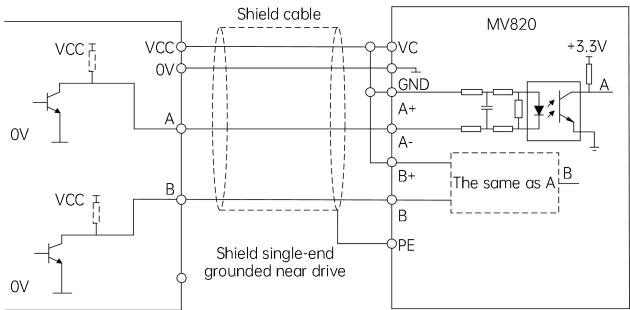 Shield cable
MV820
VCC
VCC
VC
+3.3V
0V
GND
A
A
A+
0V
A-
B+
The same as A
B
VCC
B
B
Shield single-end
grounded near drive
PE
0V